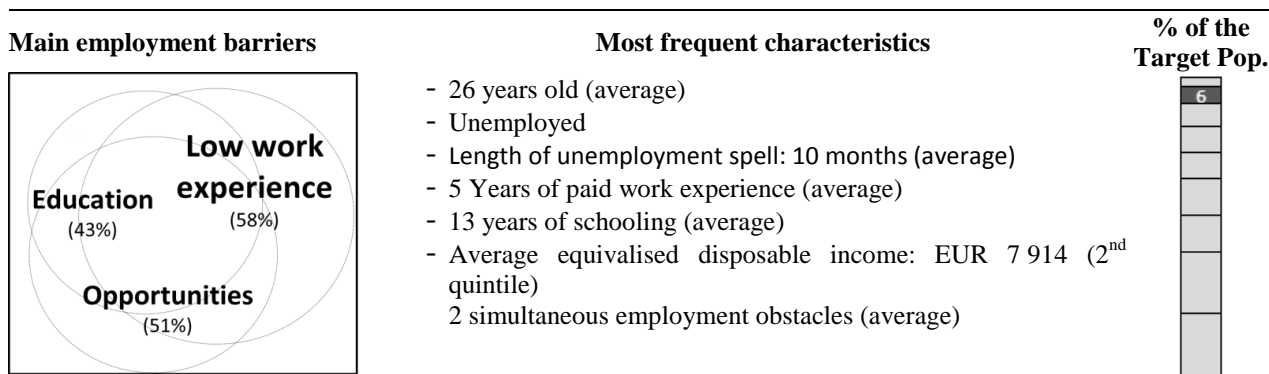 Main employment barriers
Most frequent characteristics
% of the
Target Pop.
Low work
experience
(58%)
Education
(43%)
Opportunities
(51%)
- 26 years old (average)
- Unemployed
- Length of unemployment spell: 10 months (average)
- 5 Years of paid work experience (average)
- 13 years of schooling (average)
- Average equivalised disposable income: EUR 7 914 (2nd
quintile)
2 simultaneous employment obstacles (average)
6